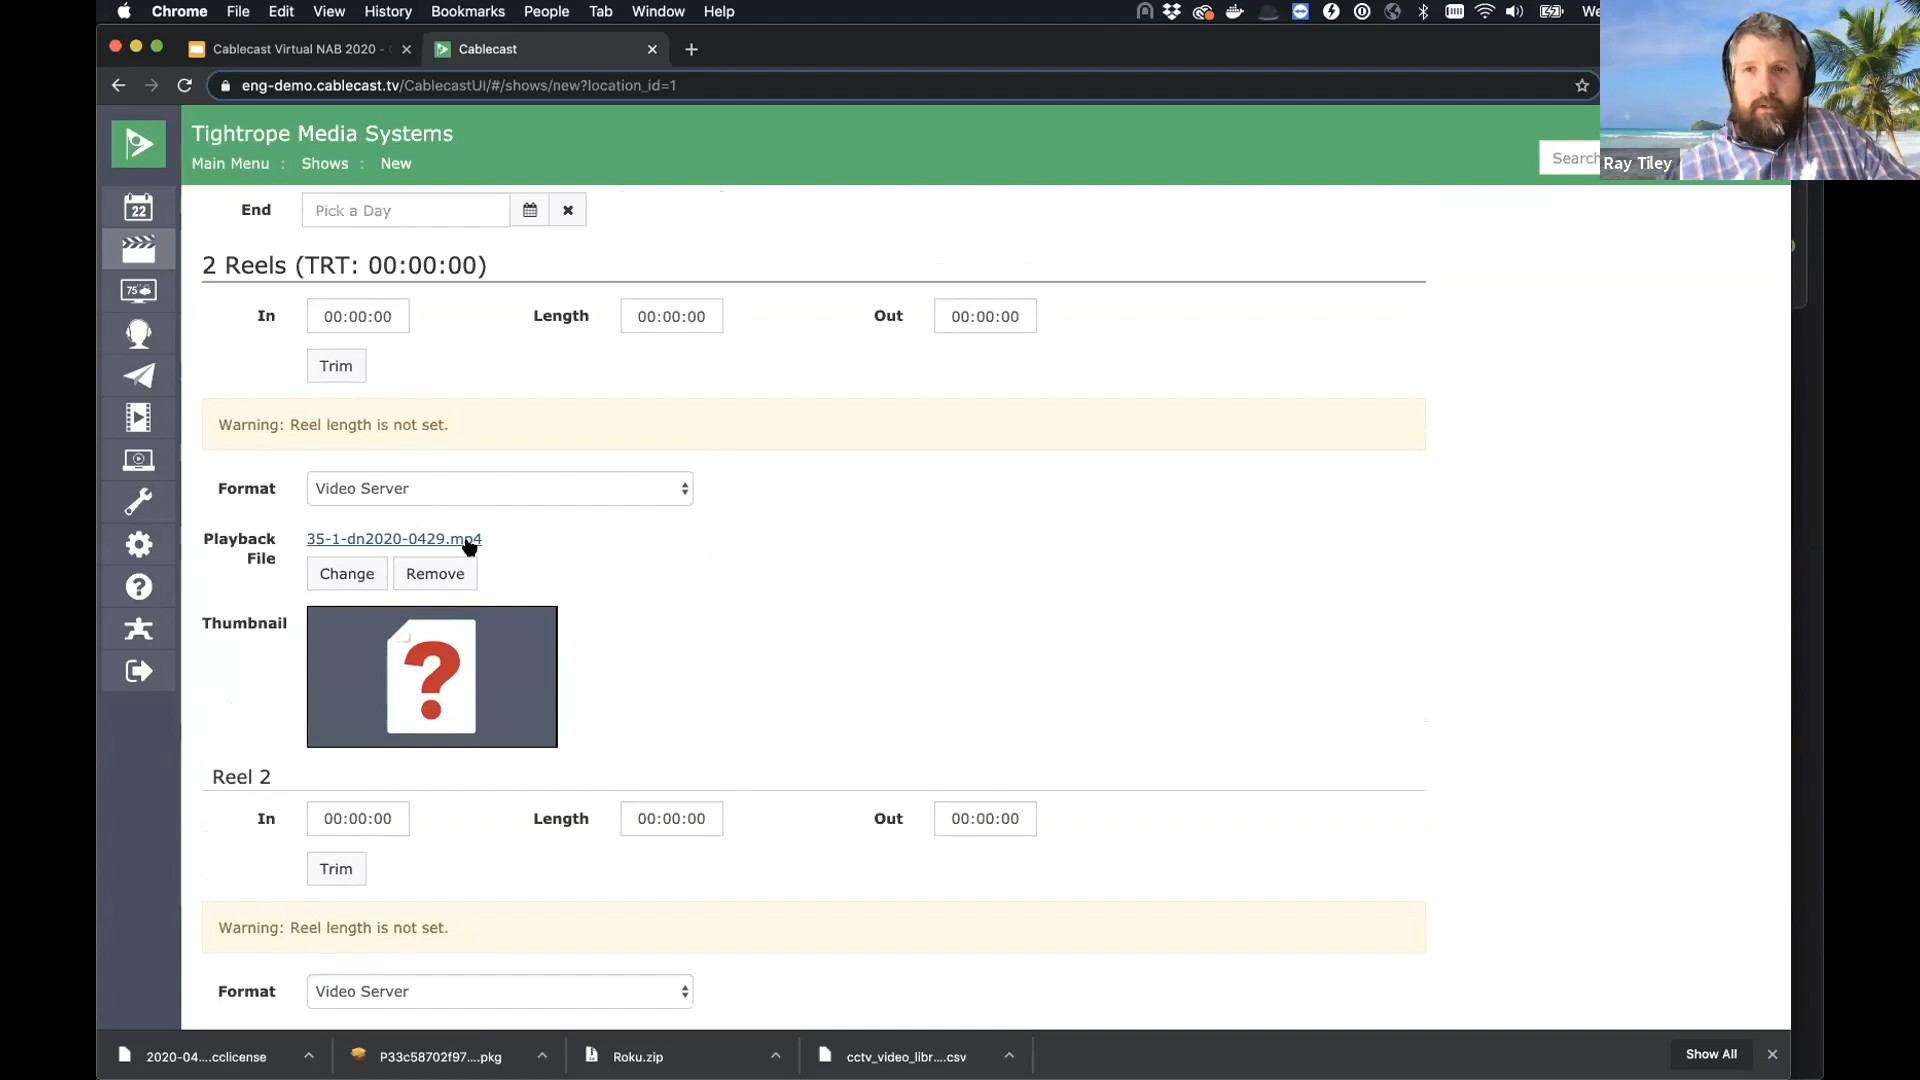 Chrome File Edit View History Bookmarks People Tab Window Help We
Cablecast Virtual NAB 2020 -
Cablecast
eng-demo.cablecast.tv/CablecastUI/#/shows/new?location_id=1
Tightrope Media Systems
Main Menu : Shows : New
Search
Ray Tiley
22
75°
End Pick a Day
2 Reels (TRT: 00:00:00)
In 00:00:00 Length 00:00:00 Out 00:00:00
Trim
Warning: Reel length is not set.
Format Video Server
Playback File 35-1-dn2020-0429.mp4
Change Remove
Thumbnail
?
Reel 2
In 00:00:00 Length 00:00:00 Out 00:00:00
Trim
Warning: Reel length is not set.
Format Video Server
2020-04....cclicense P33c58702f97....pkg Roku.zip cctv_video_libr....csv Show All